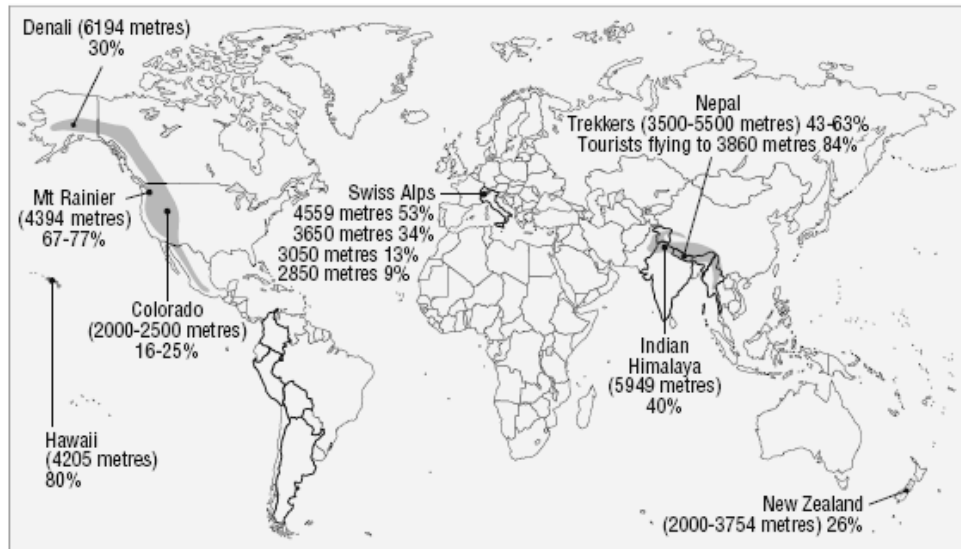 Denali (6194 metres)
30%
Nepal
Trekkers (3500-5500 metres) 43-63%
Tourists flying to 3860 metres 84%
Mt Rainier
(4394 metres)
67-77%
Swiss Alps
4559 metres 53%
3650 metres 34%
3050 metres 13%
2850 metres 9%
Colorado
(2000-2500 metres)
16-25%
Indian
Himalaya
(5949 metres)
40%
Hawaii
(4205 metres)
80%
New Zealand
(2000-3754 metres) 26%